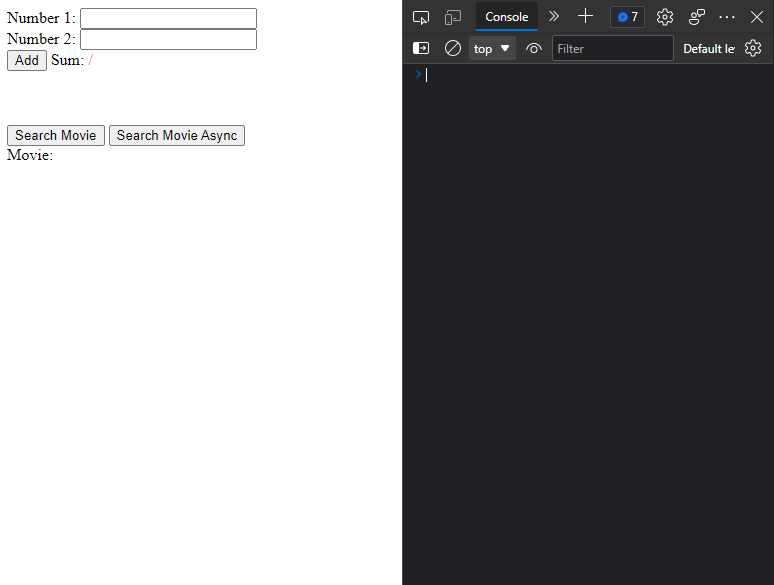 Number 1:
Number 2:
Add Sum: /
Search Movie Search Movie Async
Movie:
Console 7
top Filter Default le